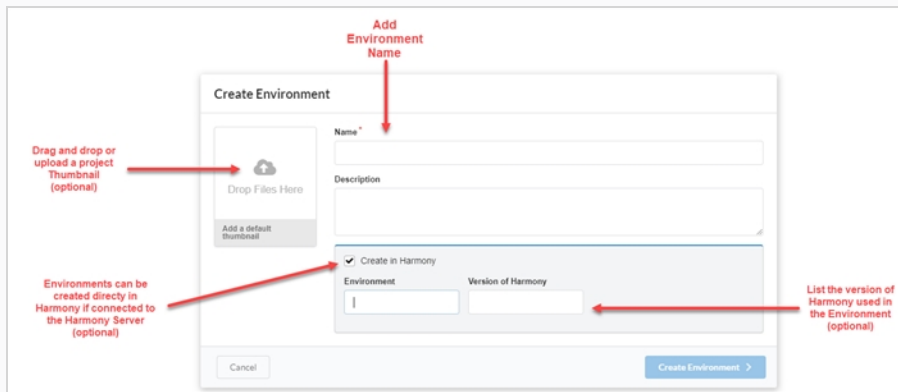 Add
Environment
Name
Create Environment
Name *
Drag and drop or
upload a project
Thumbnail
(optional)
Drop Files Here
Description
Add a default
thumbnail
Create in Harmony
Environments can be
created directy in
Harmony if connected to
the Harmony Server
(optional)
Environment
Version of Harmony
List the version of
Harmony used in
the Environment
(optional)
Cancel
Create Environment >